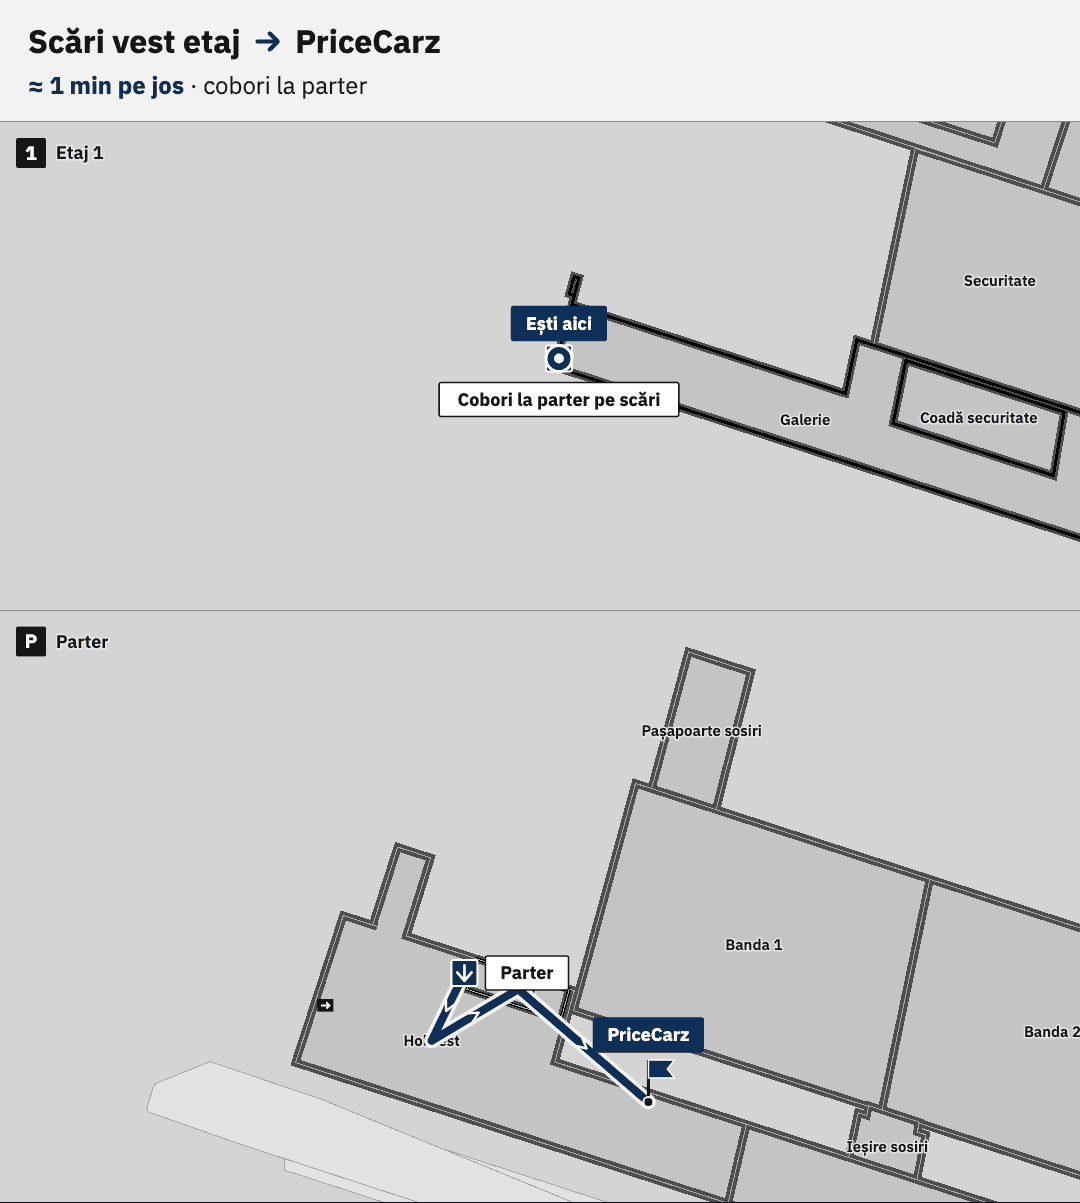 Scări vest etaj → PriceCarz
≈ 1 min pe jos · cobori la parter
1 Etaj 1
Securitate
Ești aici
Cobori la parter pe scări
Galerie
Coadă securitate
P Parter
Pașapoarte sosiri
Banda 1
Parter
PriceCarz
Banda 2
Ieșire sosiri